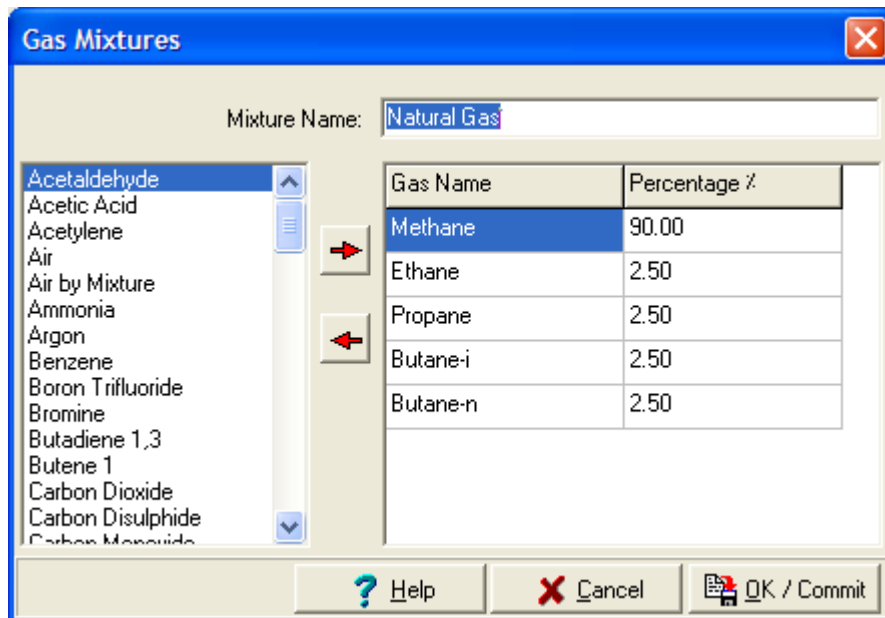 Gas Mixtures
Mixture Name: Natural Gas
Acetaldehyde
Acetic Acid
Acetylene
Air
Air by Mixture
Ammonia
Argon
Benzene
Boron Trifluoride
Bromine
Butadiene 1,3
Butene 1
Carbon Dioxide
Carbon Disulphide
Carbon Monoxide
Gas Name Percentage %
Methane 90.00
Ethane 2.50
Propane 2.50
Butane-i 2.50
Butane-n 2.50
? Help
Cancel
OK / Commit